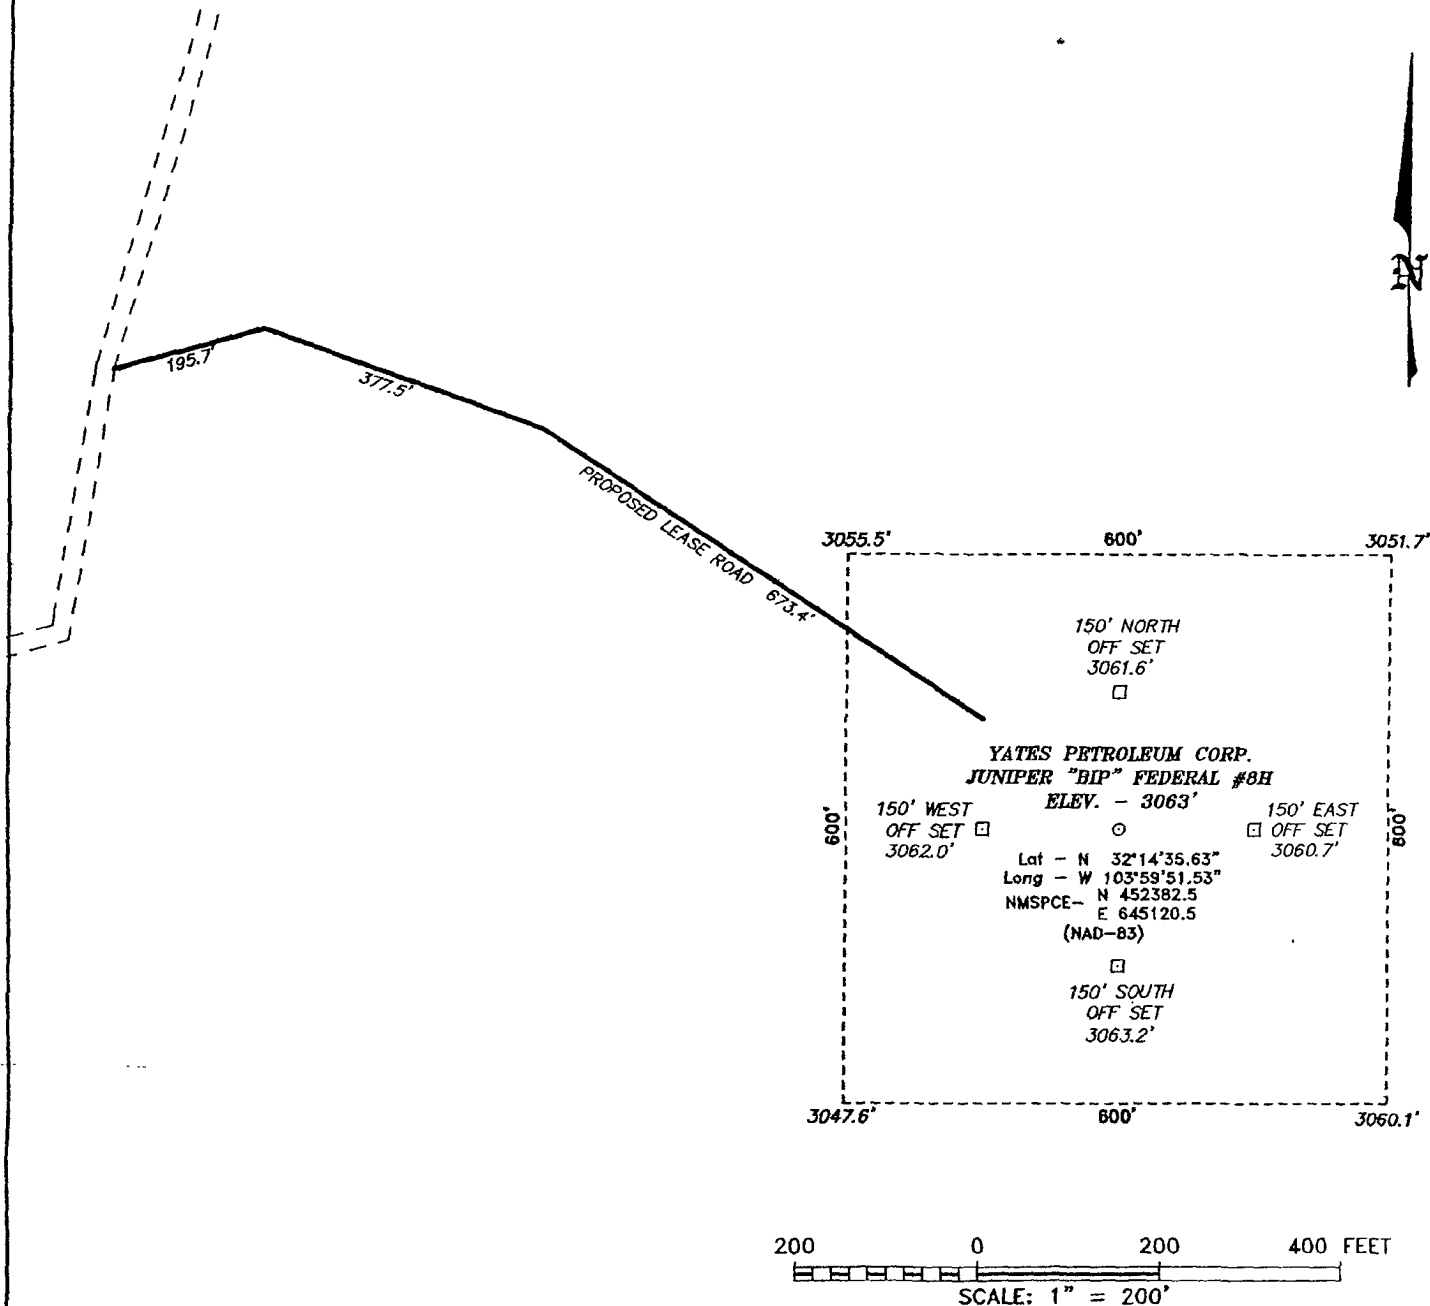 N
195.7'
377.5'
PROPOSED LEASE ROAD 673.4'
3055.5' 600' 3051.7'
150' NORTH
OFF SET
3061.6'
YATES PETROLEUM CORP.
JUNIPER "BIP" FEDERAL #8H
ELEV. - 3063'
600'
150' WEST
OFF SET
3062.0'
150' EAST
OFF SET
3060.7'
600'
Lat - N 32°14'35.63"
Long - W 103°59'51.53"
NMSPCE- N 452382.5
E 645120.5
(NAD-83)
150' SOUTH
OFF SET
3063.2'
3047.6' 600' 3060.1'
200 0 200 400 FEET
SCALE: 1" = 200'